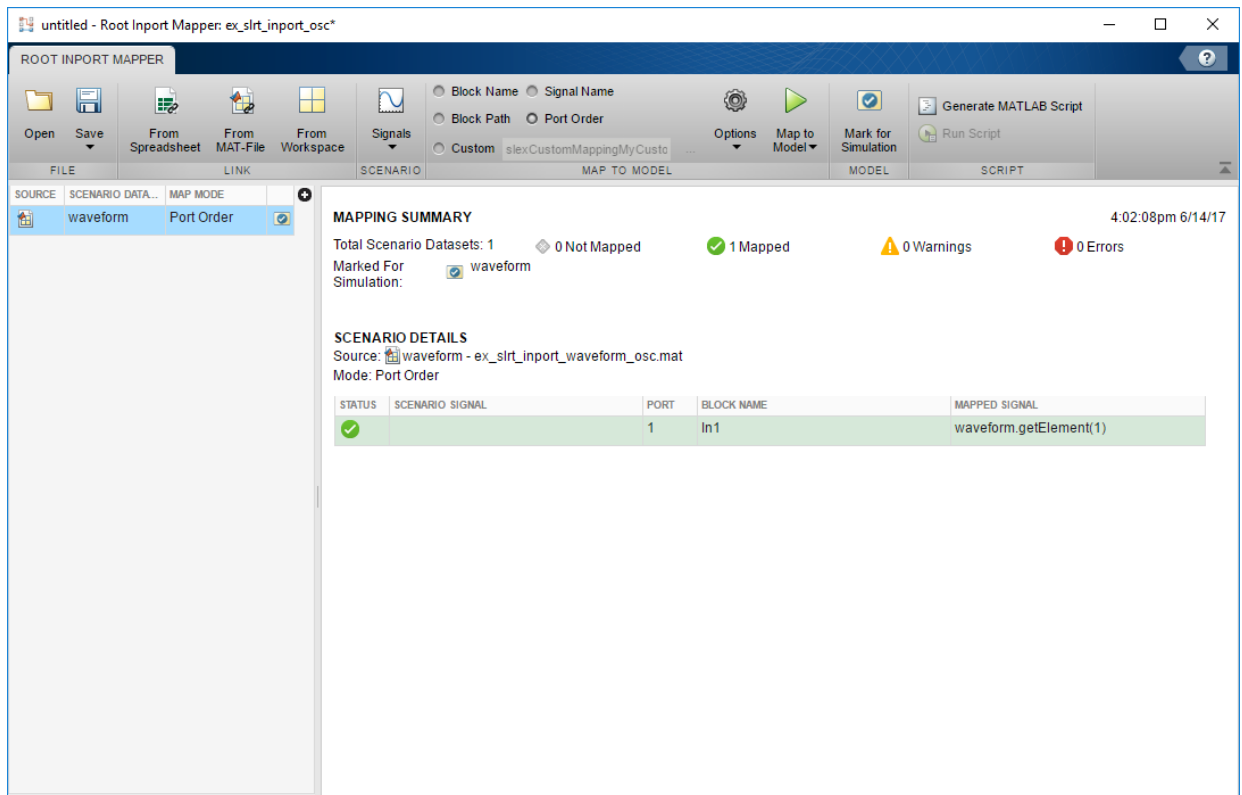 untitled - Root Inport Mapper: ex_slrt_inport_osc*
ROOT INPORT MAPPER
?
Block Name Signal Name
Block Path Port Order
Custom slexCustomMappingMyCusto ...
Open Save From Spreadsheet From MAT-File From Workspace Signals Options Map to Model Mark for Simulation
Generate MATLAB Script
Run Script
FILE LINK SCENARIO MAP TO MODEL MODEL SCRIPT
SOURCE SCENARIO DATA... MAP MODE
waveform Port Order
MAPPING SUMMARY 4:02:08pm 6/14/17
Total Scenario Datasets: 1 0 Not Mapped 1 Mapped 0 Warnings 0 Errors
Marked For Simulation: waveform
SCENARIO DETAILS
Source: waveform - ex_slrt_inport_waveform_osc.mat
Mode: Port Order
STATUS SCENARIO SIGNAL PORT BLOCK NAME MAPPED SIGNAL
1 In1 waveform.getElement(1)